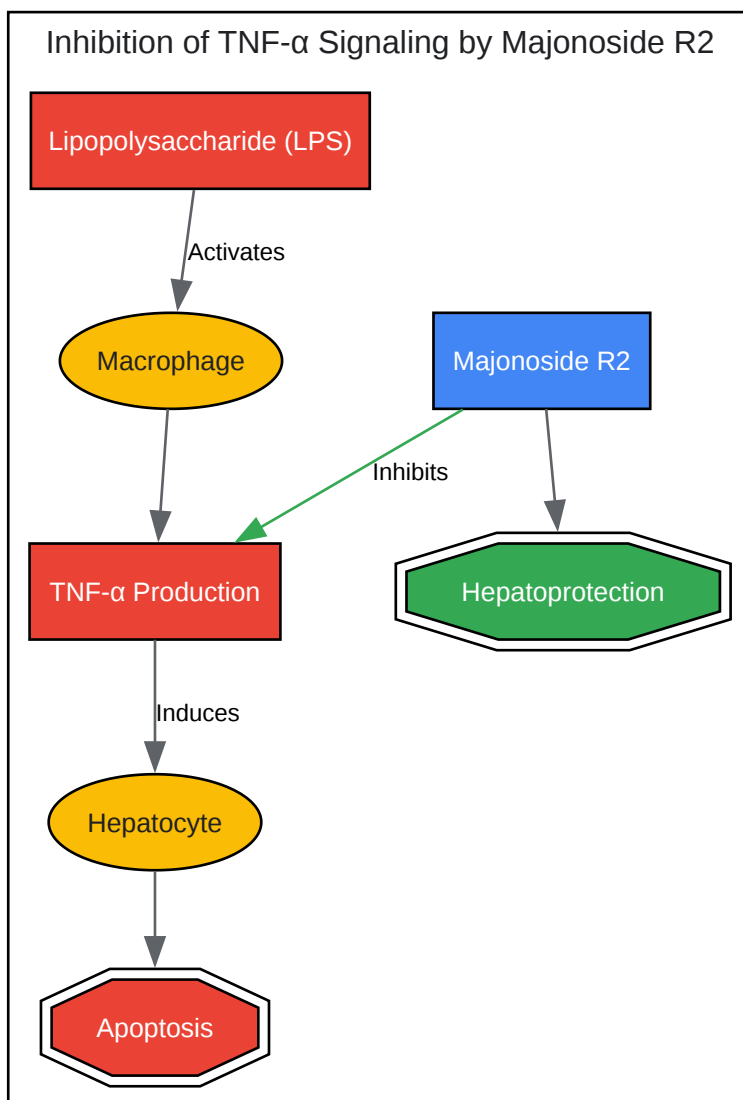 Inhibition of TNF-α Signaling by Majonoside R2
Lipopolysaccharide (LPS)
Activates
Macrophage
Majonoside R2
Inhibits
TNF-α Production
Hepatoprotection
Induces
Hepatocyte
Apoptosis